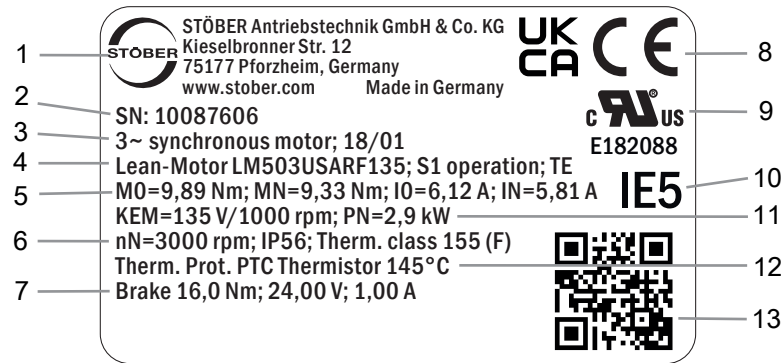 STÖBER
STÖBER Antriebstechnik GmbH & Co. KG
Kieselbronner Str. 12
75177 Pforzheim, Germany
www.stober.com Made in Germany
UK
CA
CE
1
8
2
SN: 10087606
C RU ® US
9
3
3~ synchronous motor; 18/01
E182088
4
Lean-Motor LM503USARF135; S1 operation; TE
5
M0=9,89 Nm; MN=9,33 Nm; I0=6,12 A; IN=5,81 A
IE5
10
KEM=135 V/1000 rpm; PN=2,9 kW
11
6
nN=3000 rpm; IP56; Therm. class 155 (F)
Therm. Prot. PTC Thermistor 145°C
12
7
Brake 16,0 Nm; 24,00 V; 1,00 A
13